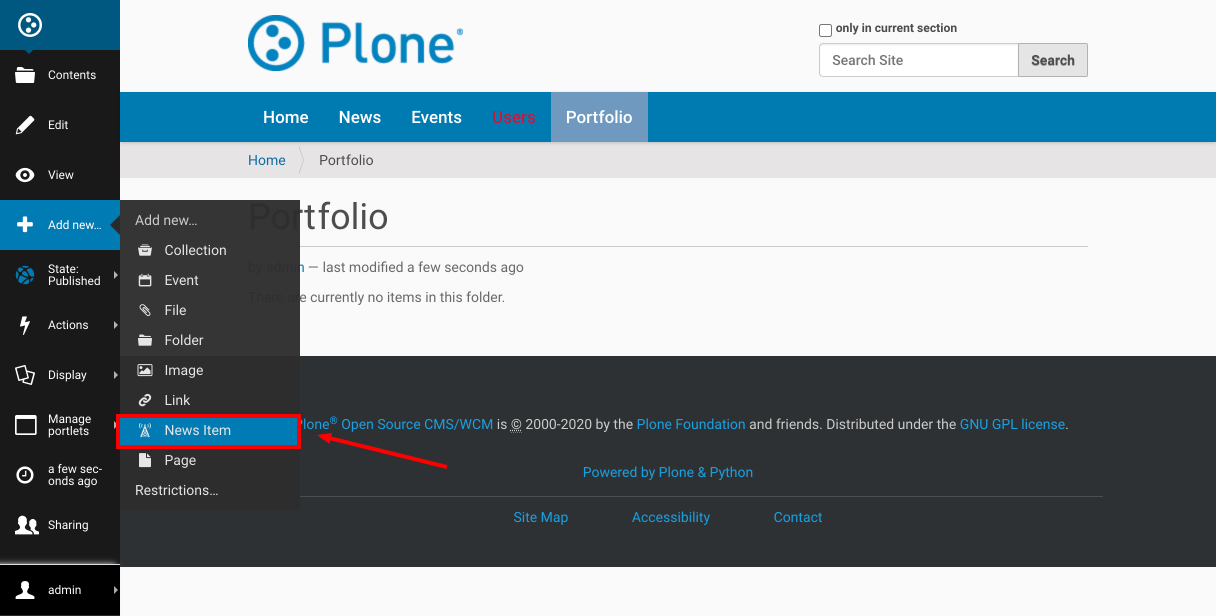 Plone®
only in current section
Search Site
Search
Home
News
Events
Users
Portfolio
Home
Portfolio
Contents
Edit
View
Add new…
State:
Published
Actions
Display
Manage
portlets
a few sec-
onds ago
Sharing
admin
Add new…
Collection
Event
File
Folder
Image
Link
News Item
Page
Restrictions…
Portfolio
by admin — last modified a few seconds ago
There are currently no items in this folder.
Plone® Open Source CMS/WCM is © 2000-2020 by the Plone Foundation and friends. Distributed under the GNU GPL license.
Powered by Plone & Python
Site Map
Accessibility
Contact